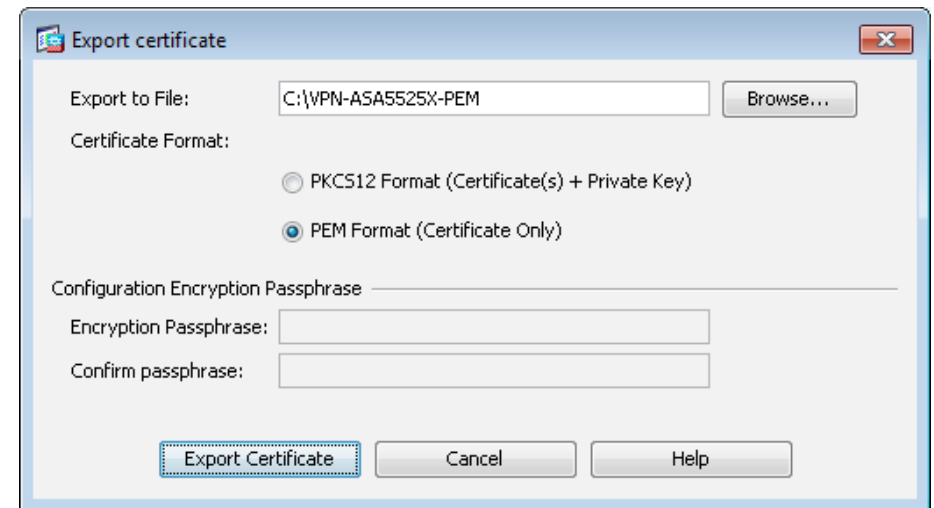 Export certificate
Export to File: C:\VPN-ASA5525X-PEM Browse...
Certificate Format:
PKCS12 Format (Certificate(s) + Private Key)
PEM Format (Certificate Only)
Configuration Encryption Passphrase
Encryption Passphrase:
Confirm passphrase:
Export Certificate Cancel Help